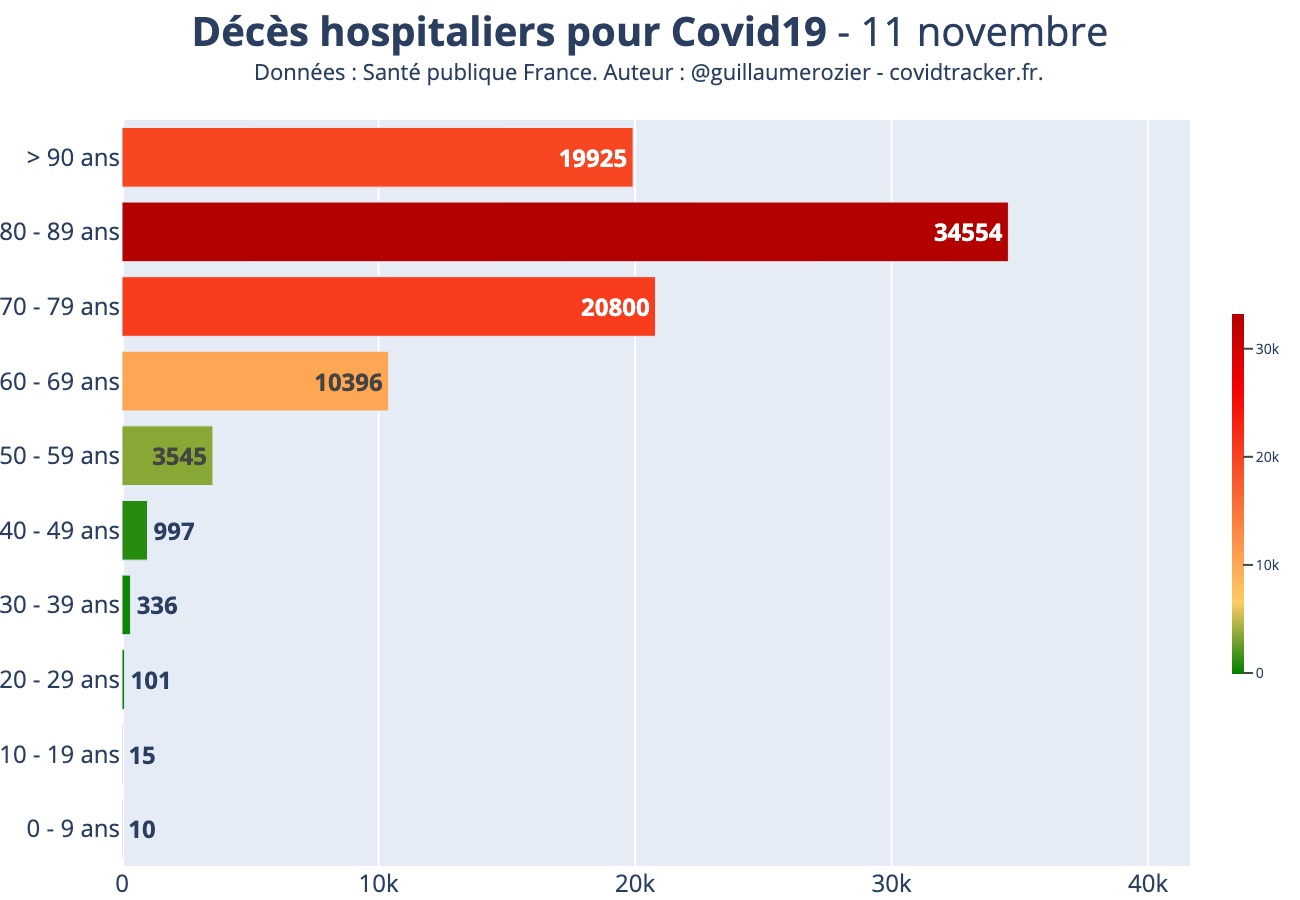 Décès hospitaliers pour Covid19 - 11 novembre
Données : Santé publique France. Auteur : @guillaumerozier - covidtracker.fr.
> 90 ans 19925
80 - 89 ans 34554
70 - 79 ans 20800
60 - 69 ans 10396
50 - 59 ans 3545
40 - 49 ans 997
30 - 39 ans 336
20 - 29 ans 101
10 - 19 ans 15
0 - 9 ans 10
0 10k 20k 30k 40k
30k
20k
10k
0